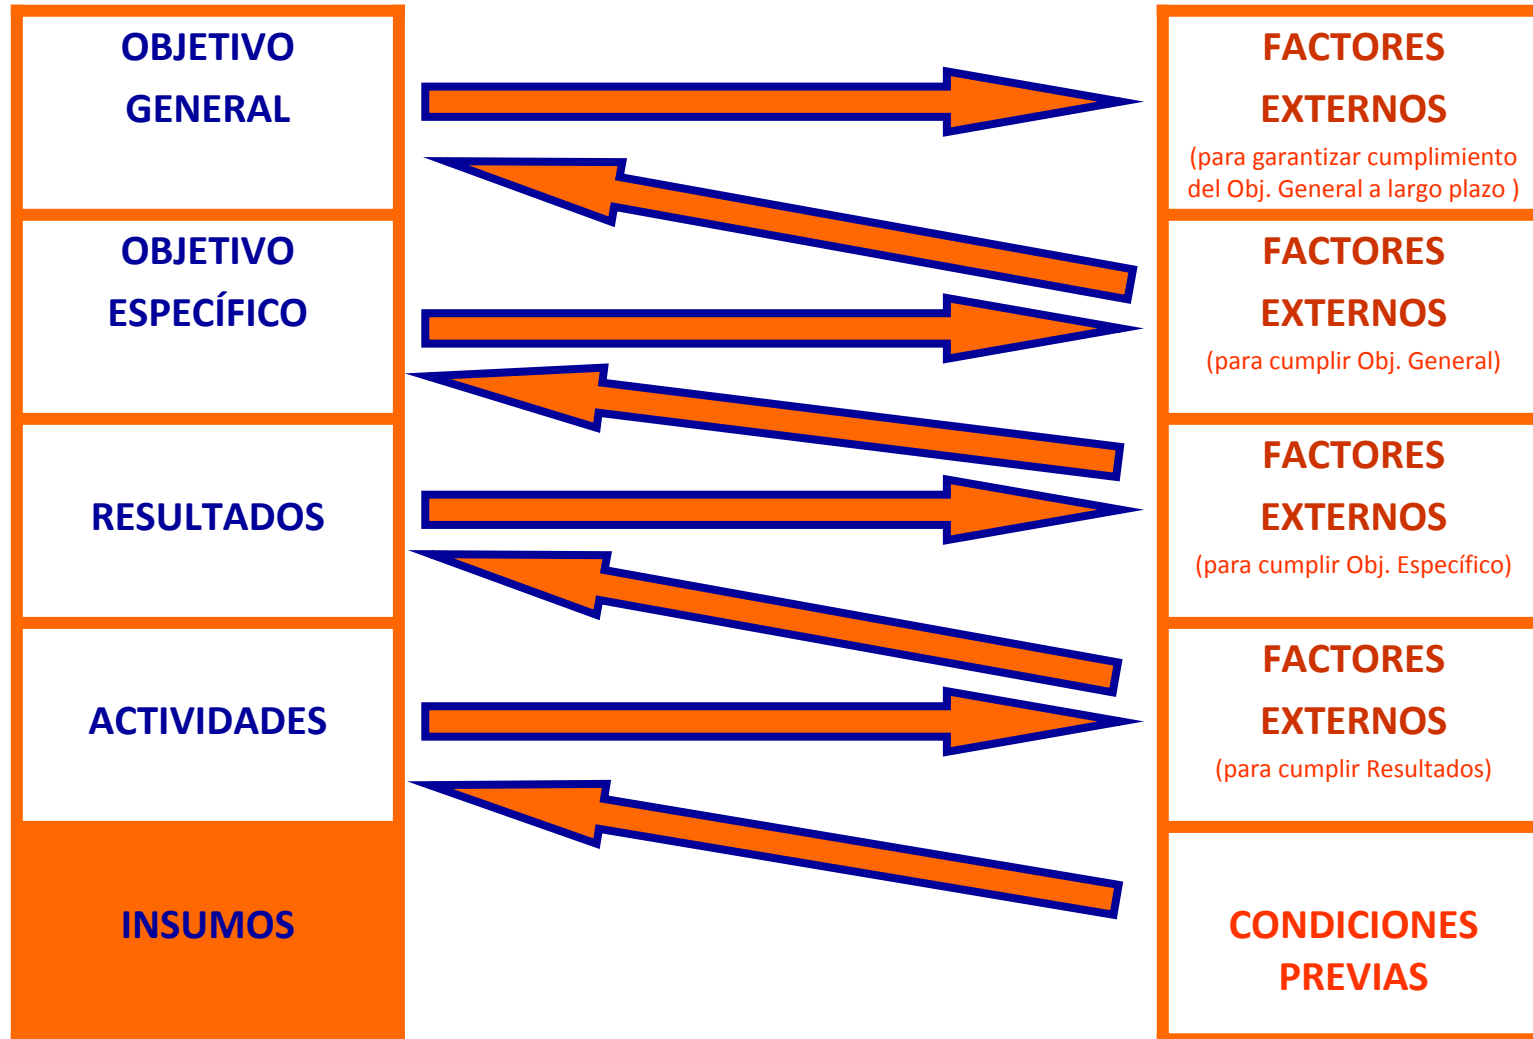 OBJETIVO
GENERAL
FACTORES
EXTERNOS
(para garantizar cumplimiento
del Obj. General a largo plazo )
OBJETIVO
ESPECÍFICO
FACTORES
EXTERNOS
(para cumplir Obj. General)
RESULTADOS
FACTORES
EXTERNOS
(para cumplir Obj. Específico)
ACTIVIDADES
FACTORES
EXTERNOS
(para cumplir Resultados)
INSUMOS
CONDICIONES
PREVIAS